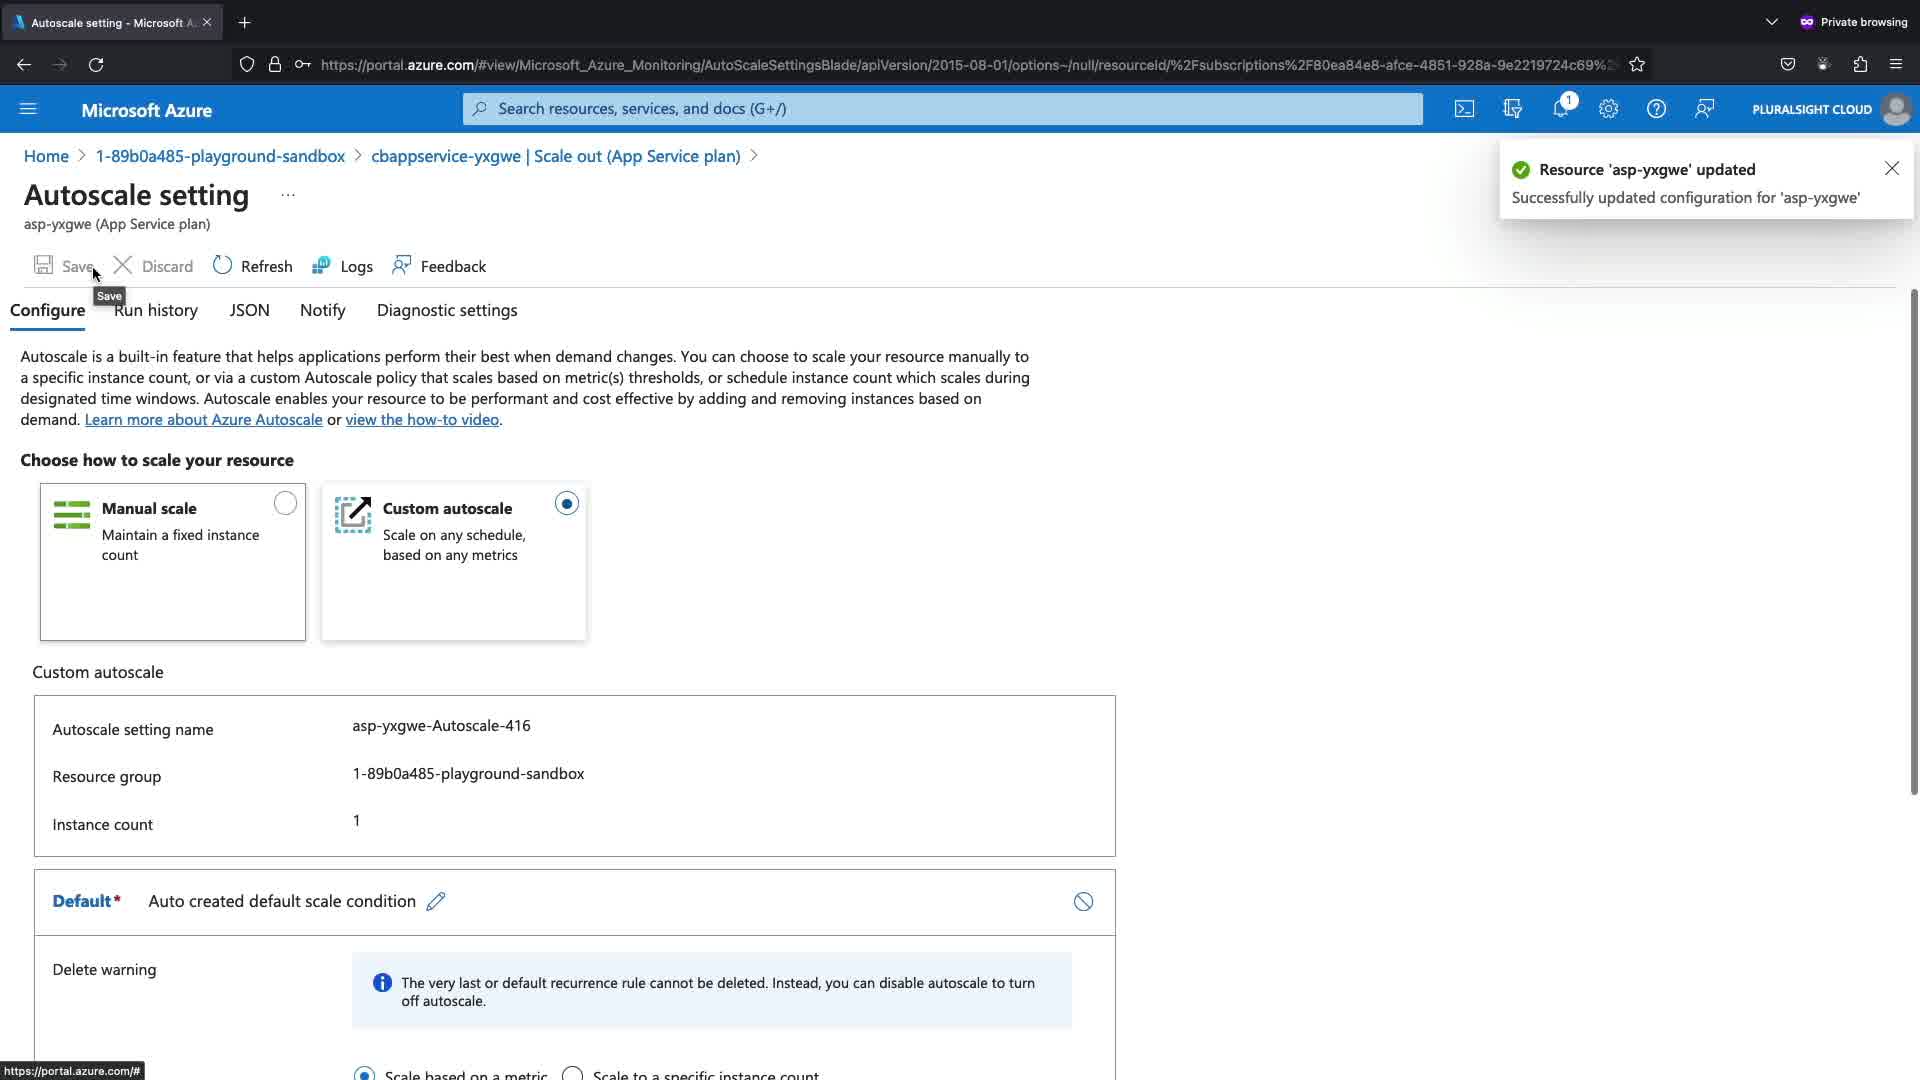 Autoscale setting - Microsoft A
Private browsing
https://portal.azure.com/#view/Microsoft_Azure_Monitoring/AutoScaleSettingsBlade/apiVersion/2015-08-01/options~/null/resourceId/%2Fsubscriptions%2F80ea84e8-afce-4851-928a-9e2219724c69%2
Microsoft Azure
Search resources, services, and docs (G+/)
1
PLURALSIGHT CLOUD
Home > 1-89b0a485-playground-sandbox > cbappservice-yxgwe | Scale out (App Service plan) >
Resource 'asp-yxgwe' updated
Successfully updated configuration for 'asp-yxgwe'
Autoscale setting ...
asp-yxgwe (App Service plan)
Save Discard Refresh Logs Feedback
Save
Configure Run history JSON Notify Diagnostic settings
Autoscale is a built-in feature that helps applications perform their best when demand changes. You can choose to scale your resource manually to
a specific instance count, or via a custom Autoscale policy that scales based on metric(s) thresholds, or schedule instance count which scales during
designated time windows. Autoscale enables your resource to be performant and cost effective by adding and removing instances based on
demand. Learn more about Azure Autoscale or view the how-to video.
Choose how to scale your resource
Manual scale
Maintain a fixed instance
count
Custom autoscale
Scale on any schedule,
based on any metrics
Custom autoscale
Autoscale setting name asp-yxgwe-Autoscale-416
Resource group 1-89b0a485-playground-sandbox
Instance count 1
Default* Auto created default scale condition
Delete warning
The very last or default recurrence rule cannot be deleted. Instead, you can disable autoscale to turn
off autoscale.
Scale based on a metric Scale to a specific instance count
https://portal.azure.com/#